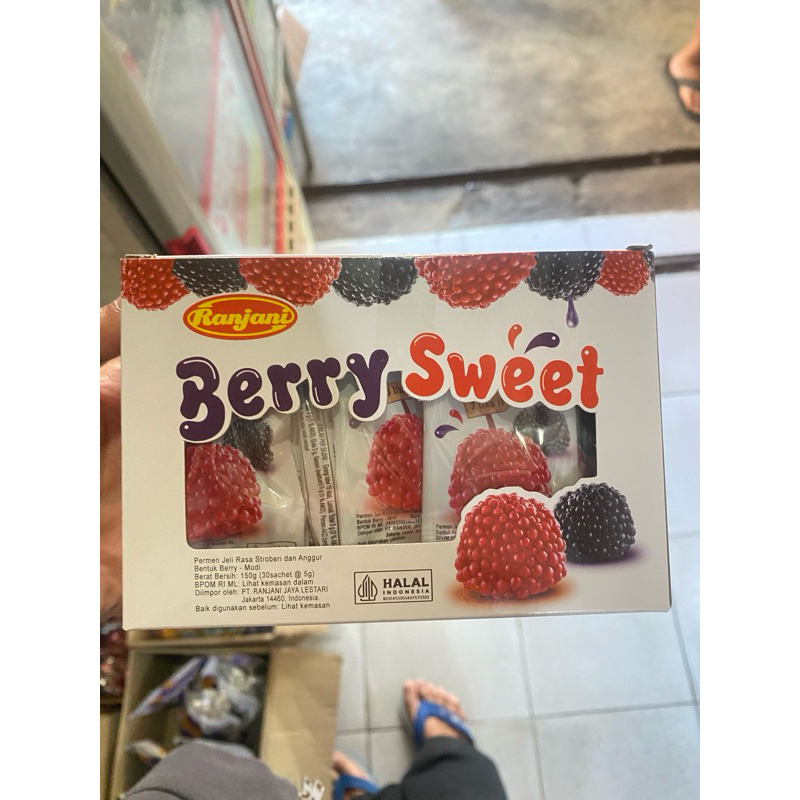 Ranjani
Berry Sweet
Permen Jeli Rasa Stroberi dan Anggur
Bentuk Berry - Modi
Berat Bersih: 150g (30sachet @ 5g)
BPOM RI ML: Lihat kemasan dalam
Diimpor oleh: PT. RANJANI JAYA LESTARI
Jakarta 14460, Indonesia.
Baik digunakan sebelum: Lihat kemasan
HALAL
INDONESIA